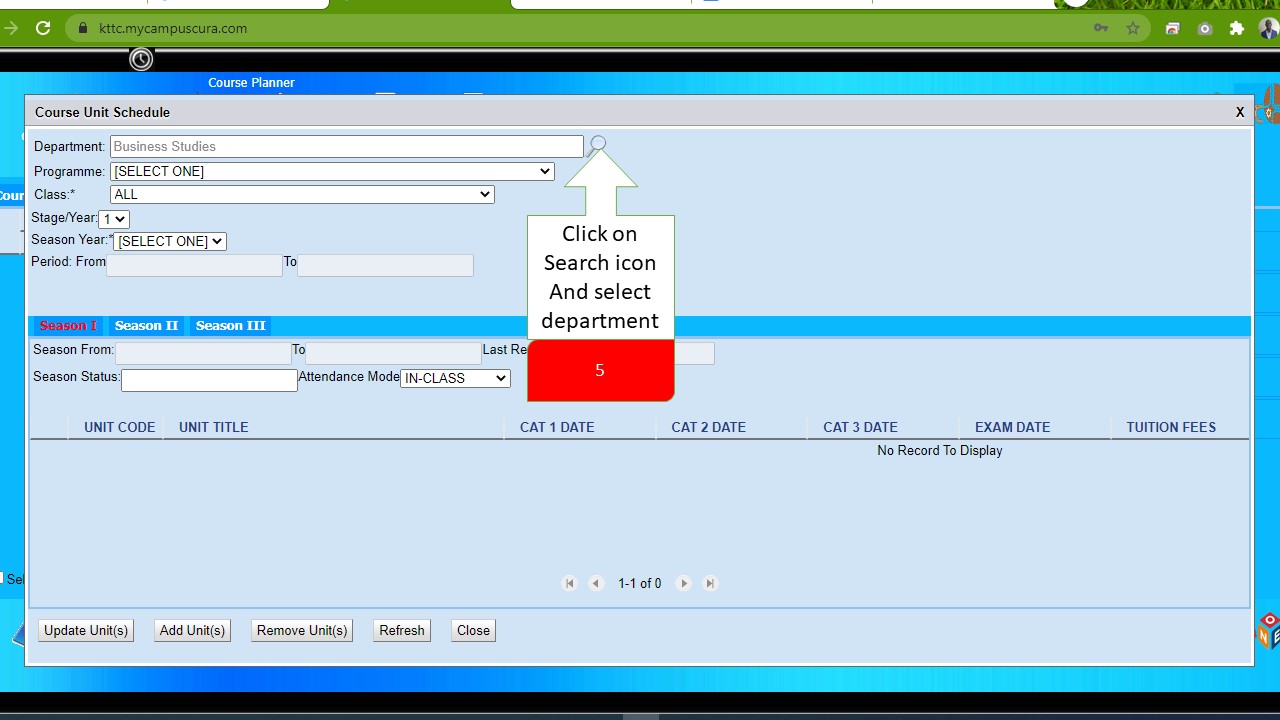 kttc.mycampuscura.com
Course Planner
Course Unit Schedule X
Department: Business Studies
Programme: [SELECT ONE]
Class:* ALL
Stage/Year: 1
Season Year:* [SELECT ONE]
Period: From To
Click on
Search icon
And select
department
5
Season I Season II Season III
Season From: To Last Re
Season Status: Attendance Mode IN-CLASS
UNIT CODE UNIT TITLE CAT 1 DATE CAT 2 DATE CAT 3 DATE EXAM DATE TUITION FEES
No Record To Display
1-1 of 0
Update Unit(s) Add Unit(s) Remove Unit(s) Refresh Close
Cour
Sel